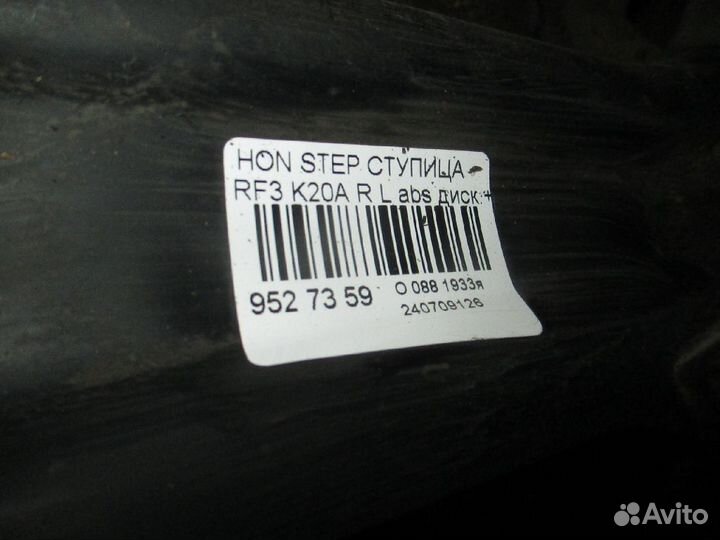 HON STEP СТУПИЦА
RF3 K20A R L abs диск:+
952 73 59
O 088 1933я
240709126
Avito